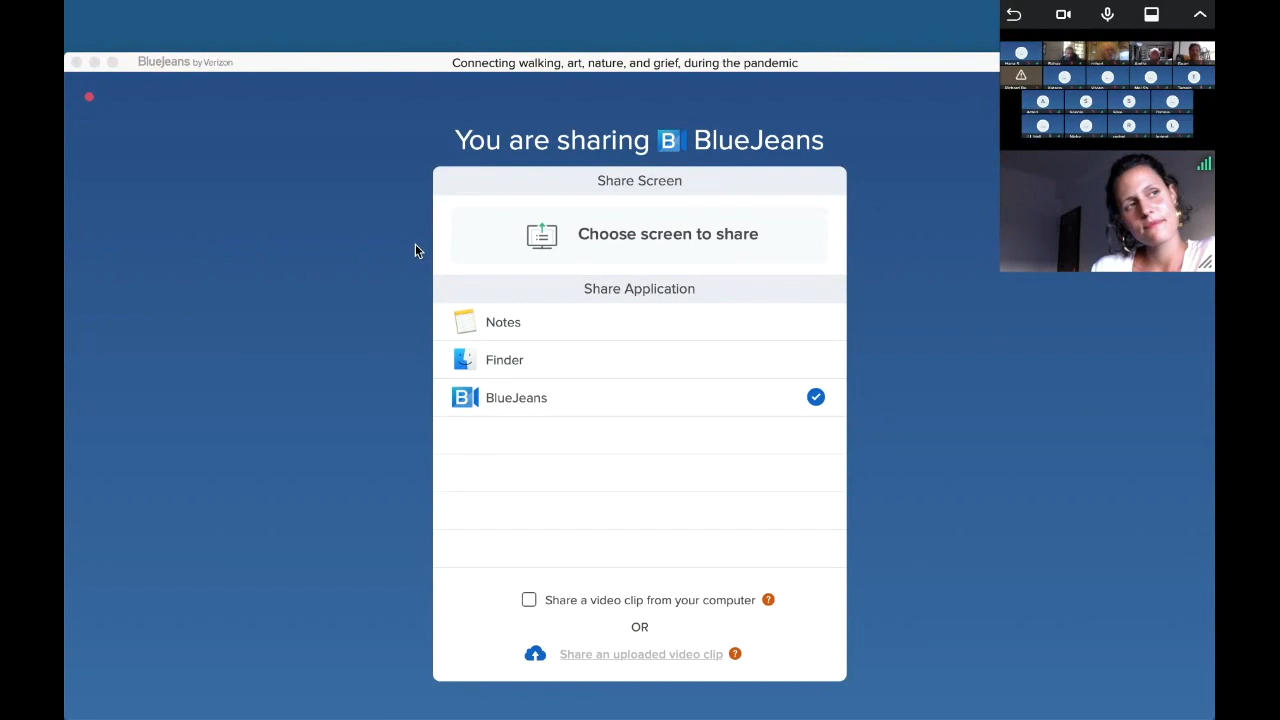 BlueJeans by Verizon
Connecting walking, art, nature, and grief, during the pandemic
You are sharing B BlueJeans
Share Screen
Choose screen to share
Share Application
Notes
Finder
B BlueJeans
Share a video clip from your computer ?
OR
Share an uploaded video clip ?